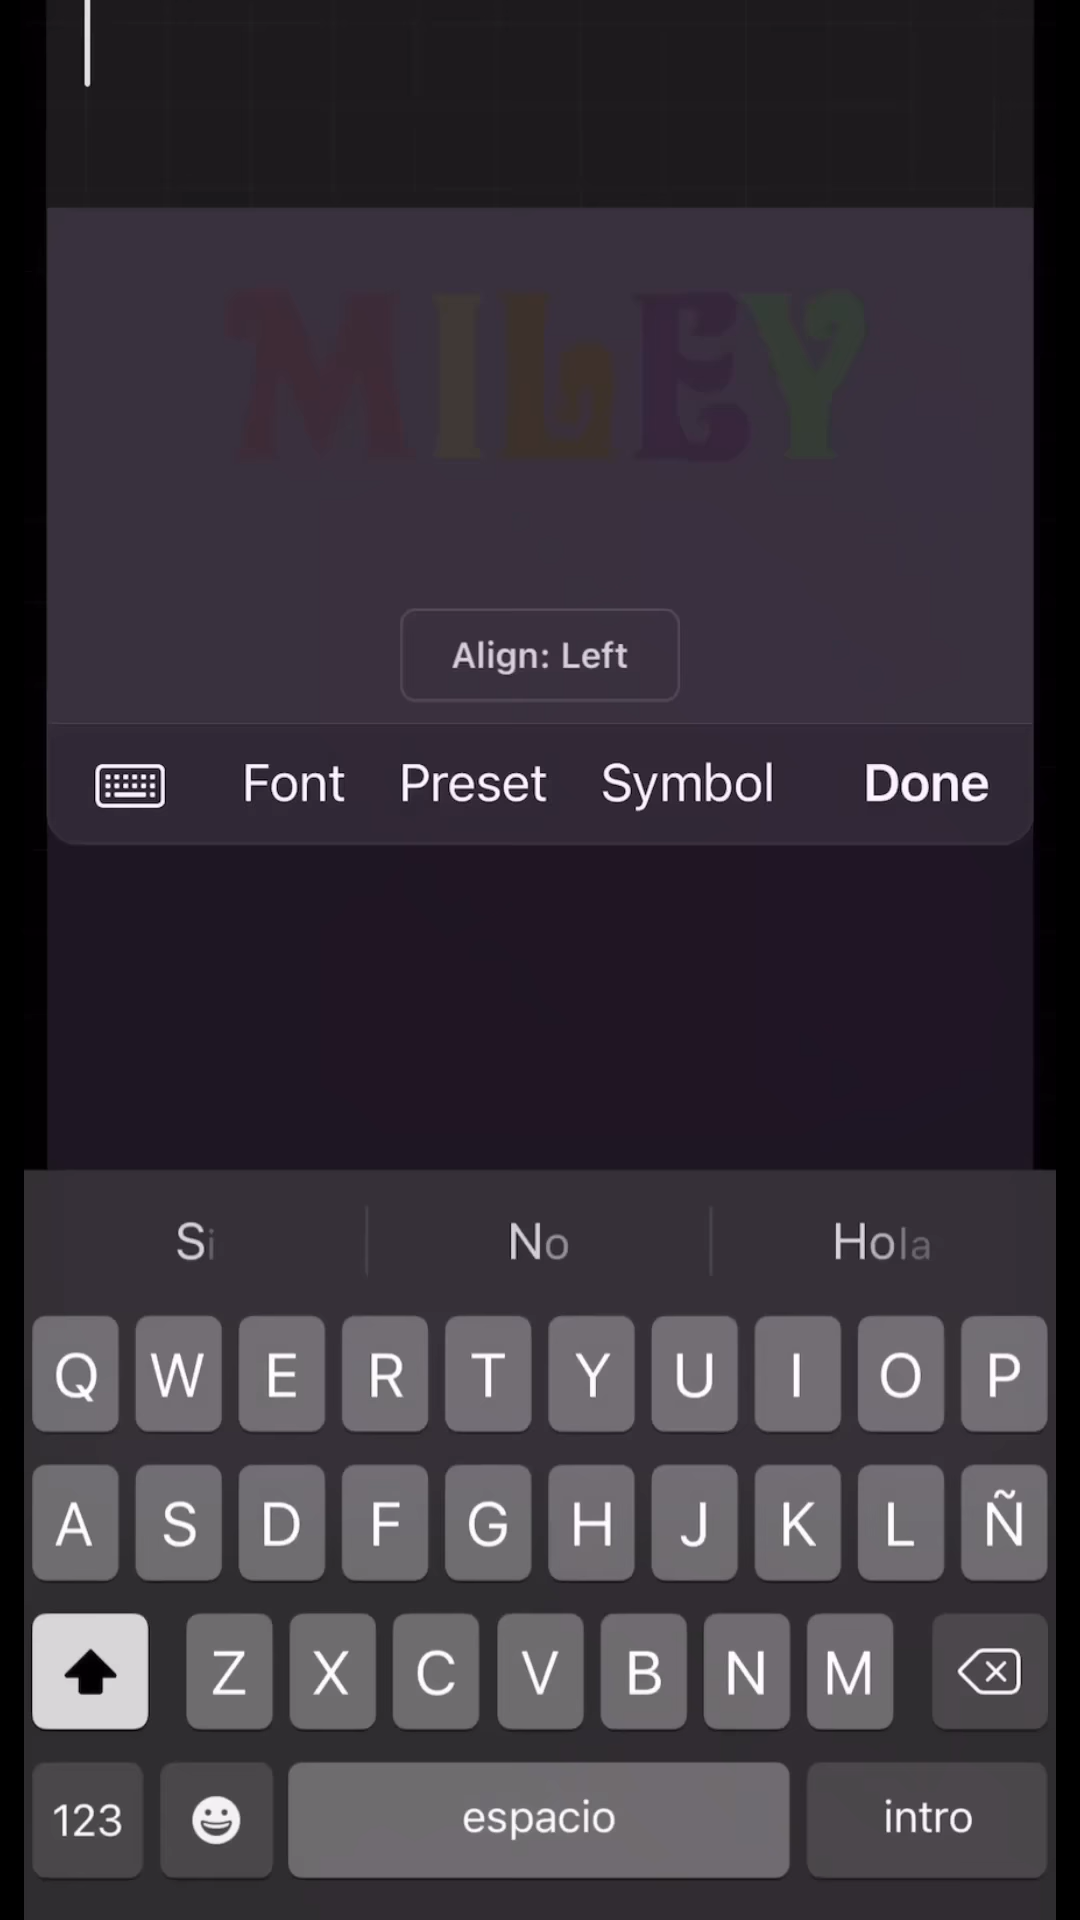 MILEY
Align: Left
Font Preset Symbol Done
Si No Hola
Q W E R T Y U I O P
A S D F G H J K L Ñ
Z X C V B N M
123 espacio intro